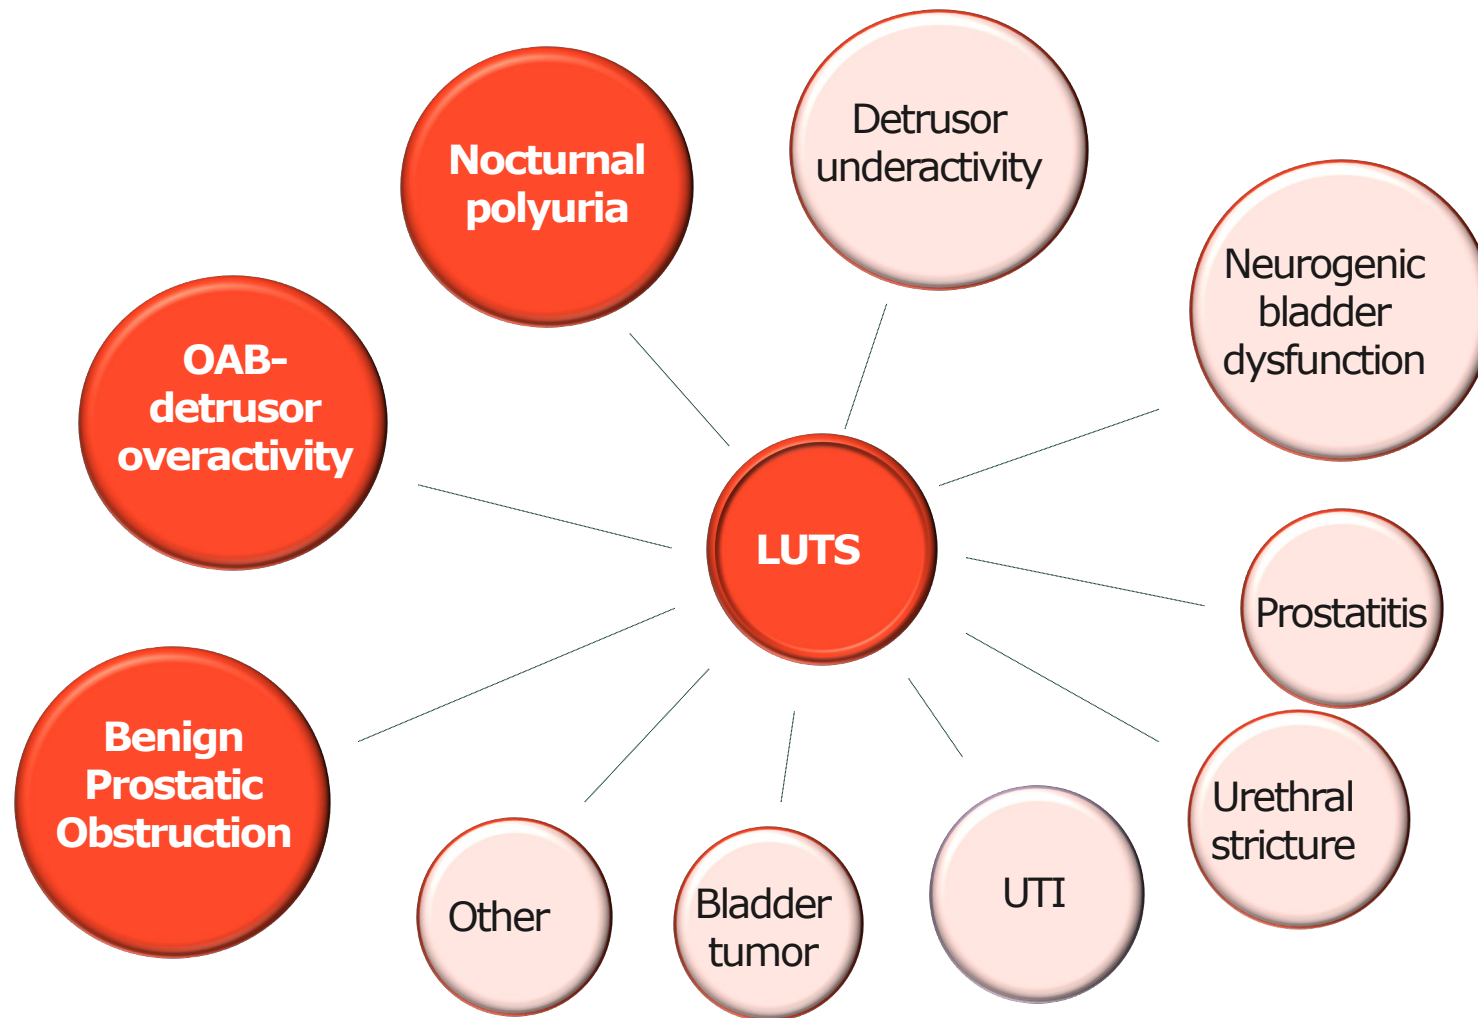 Nocturnal
polyuria
Detrusor
underactivity
Neurogenic
bladder
dysfunction
OAB-
detrusor
overactivity
LUTS
Prostatitis
Benign
Prostatic
Obstruction
Urethral
stricture
Other
Bladder
tumor
UTI